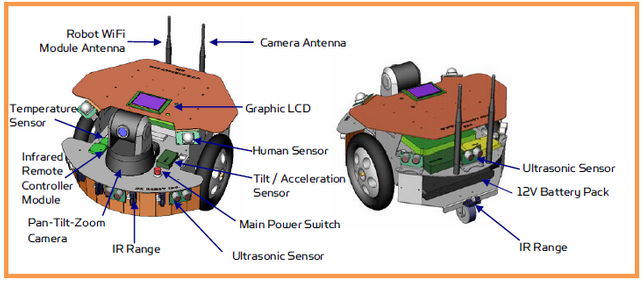 Robot WiFi
Module Antenna
Camera Antenna
Temperature
Sensor
Graphic LCD
Human Sensor
Infrared
Remote
Controller
Module
Tilt / Acceleration
Sensor
Pan-Tilt-Zoom
Camera
Main Power Switch
IR Range
Ultrasonic Sensor
Ultrasonic Sensor
12V Battery Pack
IR Range